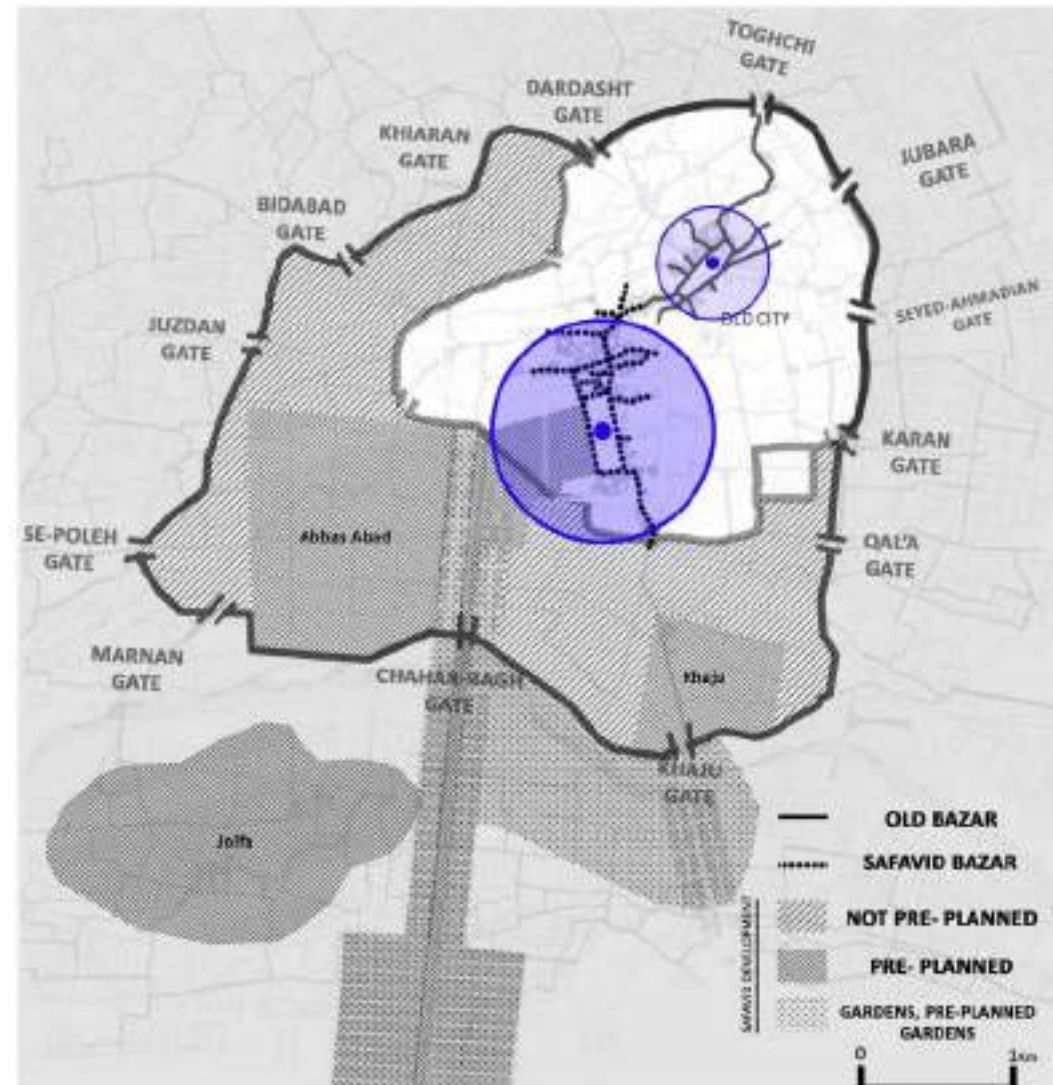 TOGHCHI
GATE
DARDASHT
GATE
KHIARAN
GATE
JUBARA
GATE
BIDABAD
GATE
SEYED-AHMADIAN
GATE
OLD CITY
JUZDAN
GATE
KARAN
GATE
SE-POLEH
GATE
Abbas Abad
QAL'A
GATE
MARNAN
GATE
CHAHAR-BAGH
GATE
Khaju
KHAJU
GATE
Jolfa
OLD BAZAR
SAFAVID BAZAR
SAFAVID DEVELOPMENT
NOT PRE- PLANNED
PRE- PLANNED
GARDENS, PRE-PLANNED
GARDENS
0 1Km